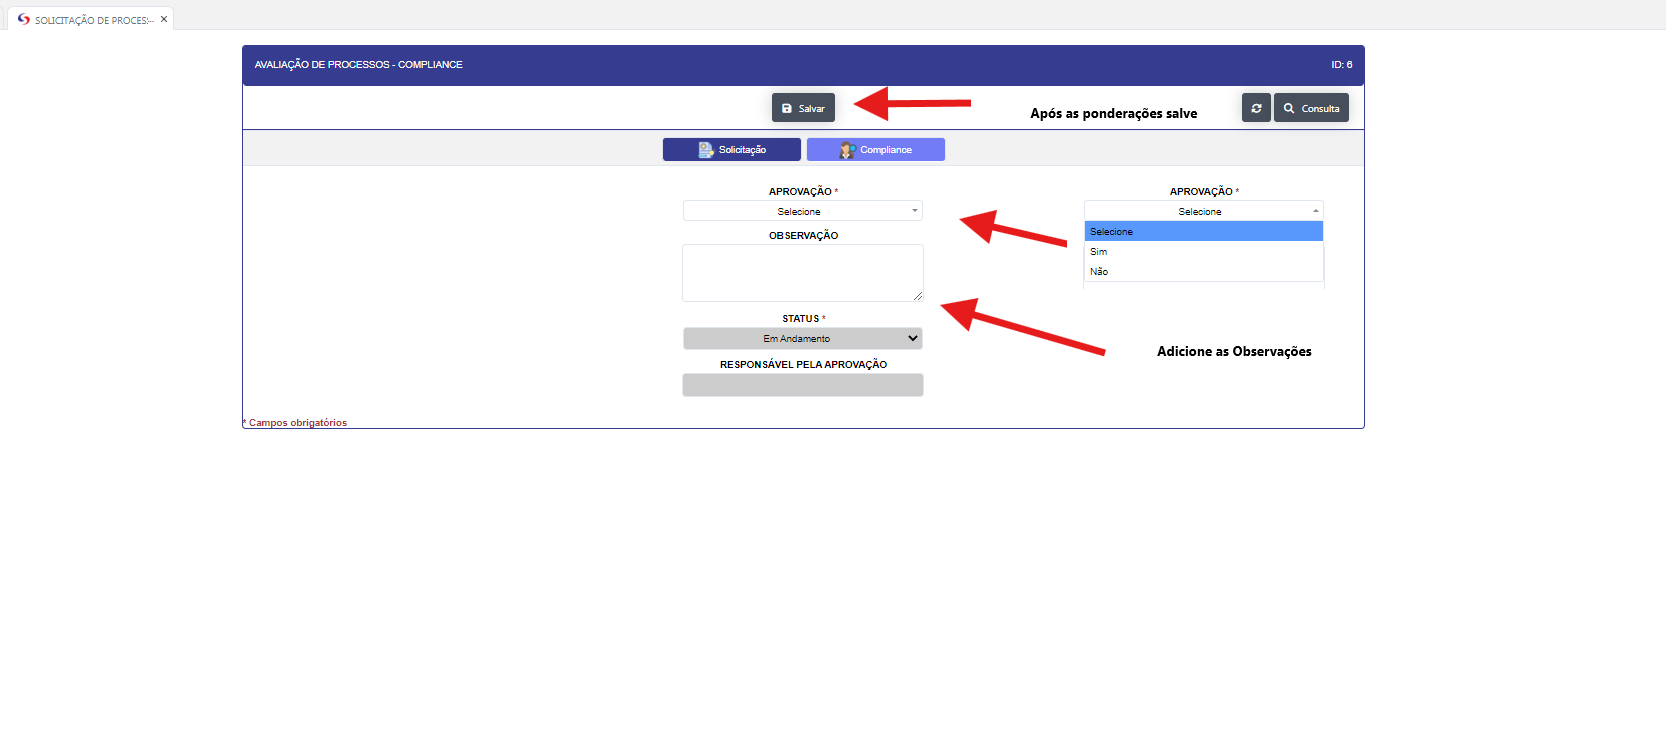 SOLICITAÇÃO DE PROCES:--
AVALIAÇÃO DE PROCESSOS - COMPLIANCE
ID: 6
Salvar
Após as ponderações salve
Consulta
Solicitação
Compliance
APROVAÇÃO *
Selecione
OBSERVAÇÃO
STATUS *
Em Andamento
RESPONSÁVEL PELA APROVAÇÃO
APROVAÇÃO *
Selecione
Selecione
Sim
Não
Adicione as Observações
* Campos obrigatórios